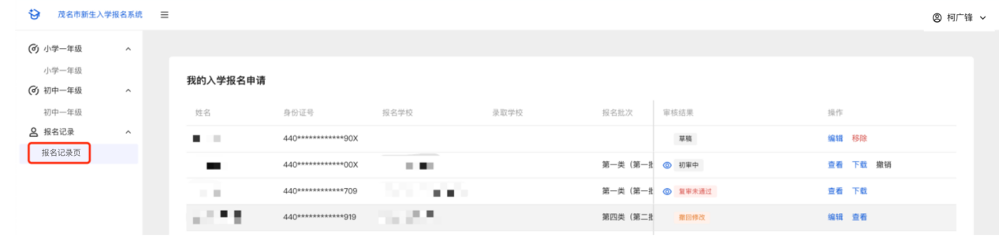 茂名市新生入学报名系统
柯广锋
小学一年级
小学一年级
初中一年级
初中一年级
报名记录
报名记录页
我的入学报名申请
姓名 身份证号 报名学校 录取学校 报名批次 审核结果 操作
440************90X 草稿 编辑 移除
440************00X 第一类（第一批 初审中 查看 下载 撤销
440************709 第一类（第一批 复审未通过 查看 下载
440************919 第四类（第二批 撤回修改 编辑 查看